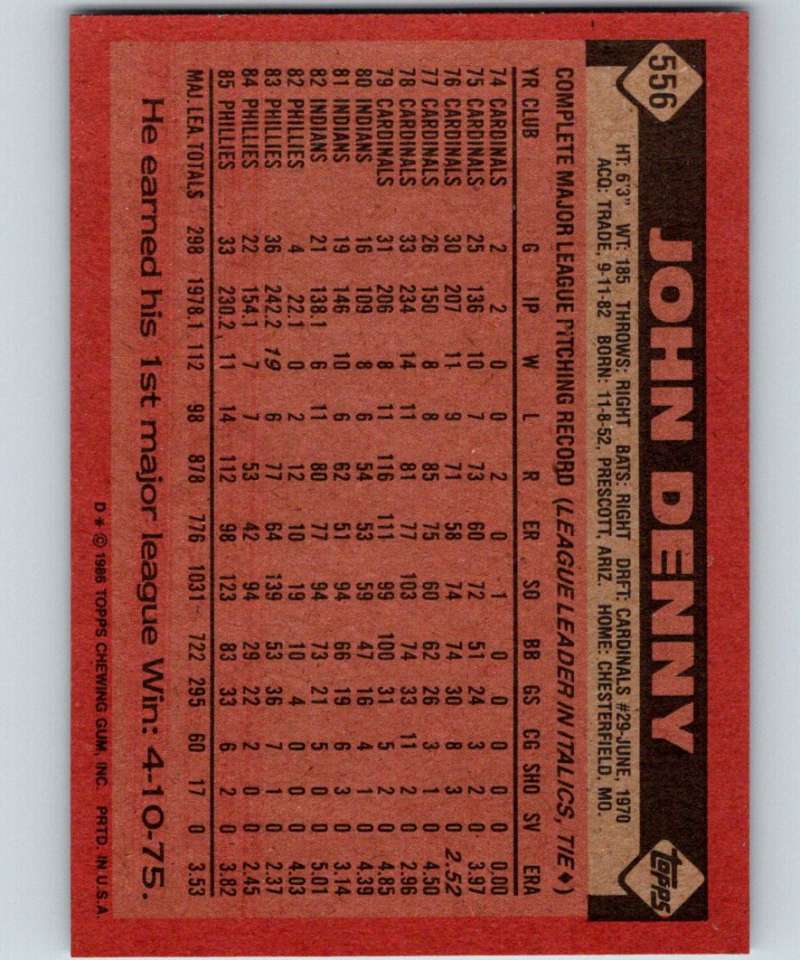 556
JOHN DENNY
topps
HT: 6'3" WT: 185 THROWS: RIGHT BATS: RIGHT DRFT: CARDINALS #29-JUNE, 1970
ACQ: TRADE, 9-11-82 BORN: 11-8-52, PRESCOTT, ARIZ. HOME: CHESTERFIELD, MO.
COMPLETE MAJOR LEAGUE PITCHING RECORD (LEAGUE LEADER IN ITALICS, TIE♦)
YR CLUB G IP W L R ER SO BB GS CG SHO SV ERA
74 CARDINALS 2 2 0 0 2 0 1 0 0 0 0 0 0.00
75 CARDINALS 25 136 10 7 73 60 72 51 24 3 2 0 3.97
76 CARDINALS 30 207 11 9 71 58 74 74 30 8 3 0 2.52
77 CARDINALS 26 150 8 8 85 75 60 62 26 3 1 0 4.50
78 CARDINALS 33 234 14 11 81 77 103 74 33 11 2 0 2.96
79 CARDINALS 31 206 8 11 116 111 99 100 31 5 2 0 4.85
80 INDIANS 16 109 8 6 54 53 59 47 16 4 1 0 4.39
81 INDIANS 19 146 10 6 62 51 94 66 19 6 3 0 3.14
82 INDIANS 21 138.1 6 11 80 77 94 73 21 5 0 0 5.01
82 PHILLIES 4 22.1 0 2 12 10 19 10 4 0 0 0 4.03
83 PHILLIES 36 242.2 19 6 77 64 139 53 36 7 1 0 2.37
84 PHILLIES 22 154.1 7 7 53 42 94 29 22 2 0 0 2.45
85 PHILLIES 33 230.2 11 14 112 98 123 83 33 6 2 0 3.82
MAJ. LEA. TOTALS 298 1978.1 112 98 878 776 1031 722 295 60 17 0 3.53
He earned his 1st major league Win: 4-10-75.
D✳ © 1986 TOPPS CHEWING GUM, INC. PRTD. IN U.S.A.